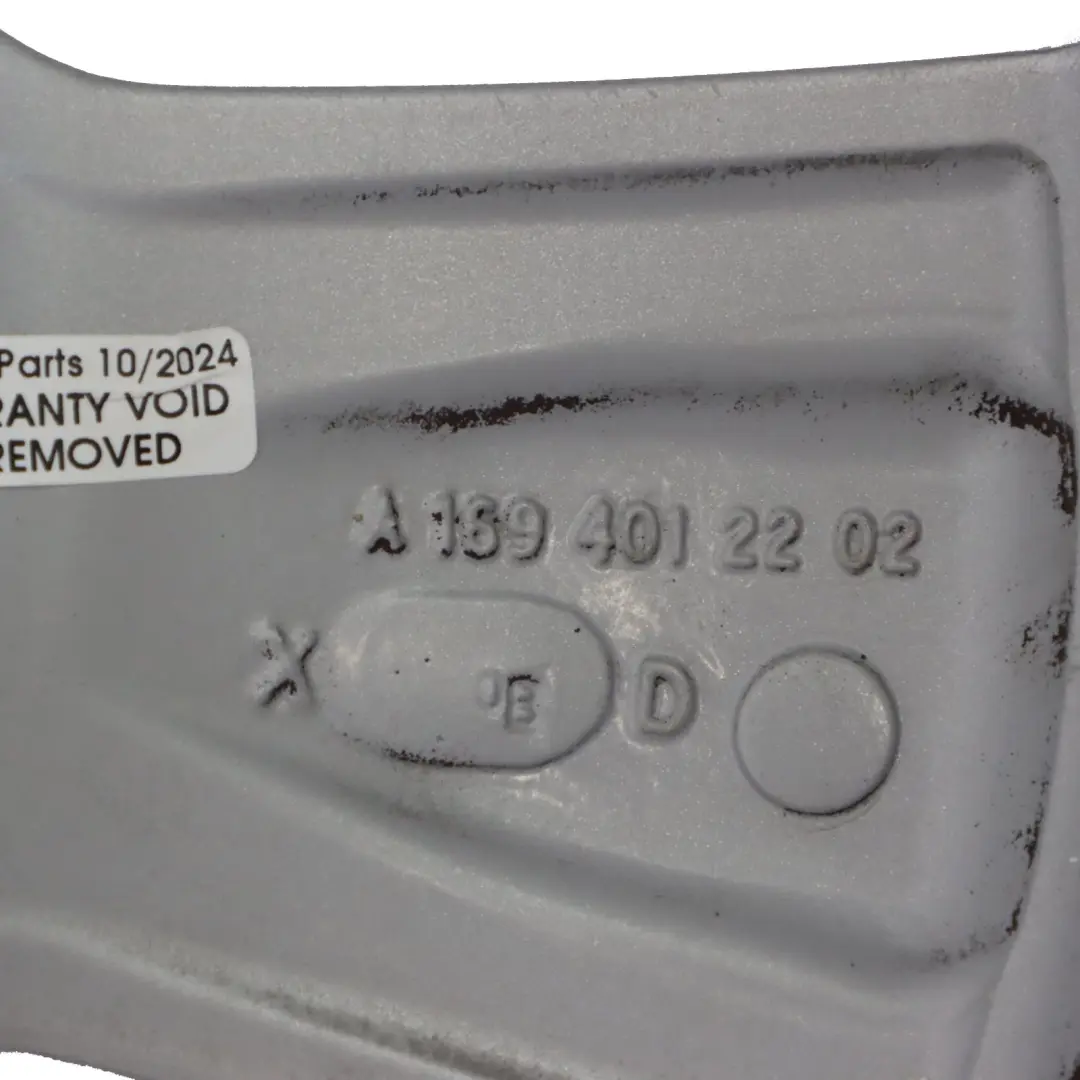 Parts 10/2024
RANTY VOID
REMOVED
A 169 401 22 02
X
E
D